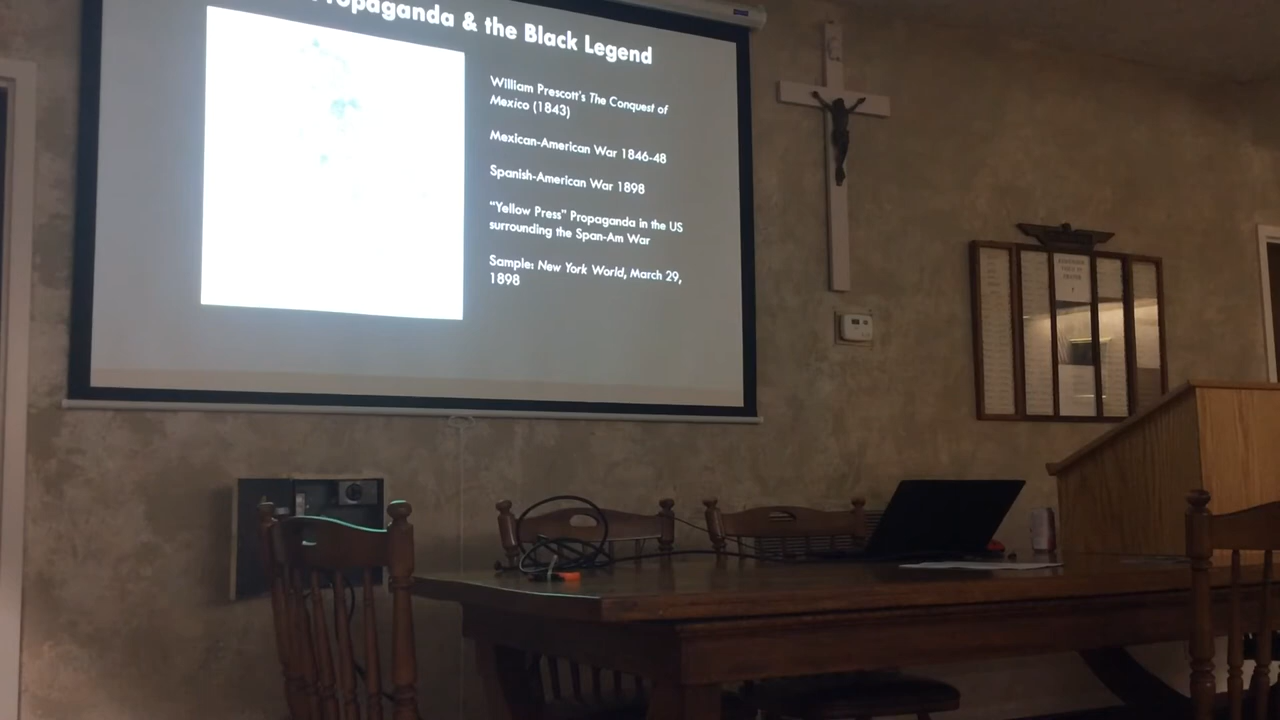 Propaganda & the Black Legend
William Prescott's The Conquest of
Mexico (1843)
Mexican-American War 1846-48
Spanish-American War 1898
"Yellow Press" Propaganda in the US
surrounding the Span-Am War
Sample: New York World, March 29,
1898